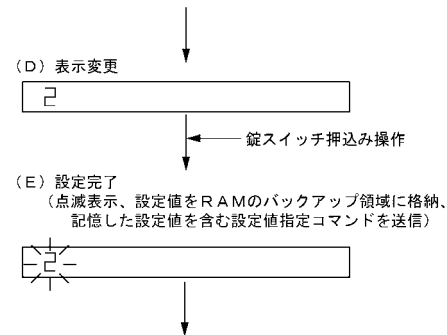 （D）表示変更
2
錠スイッチ押込み操作
（E）設定完了
（点滅表示、設定値をＲＡＭのバックアップ領域に格納、
記憶した設定値を含む設定値指定コマンドを送信）
2